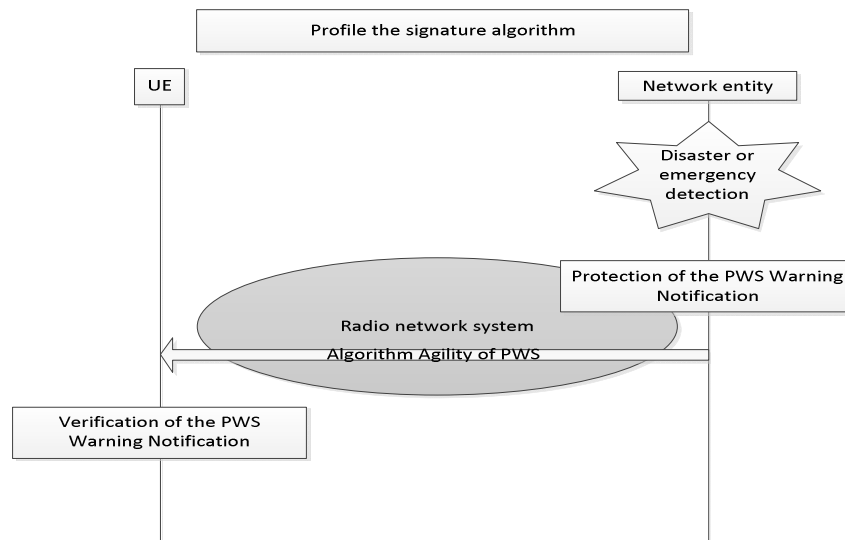 Profile the signature algorithm
UE
Network entity
Disaster or
emergency
detection
Protection of the PWS Warning
Notification
Radio network system
Algorithm Agility of PWS
Verification of the PWS
Warning Notification